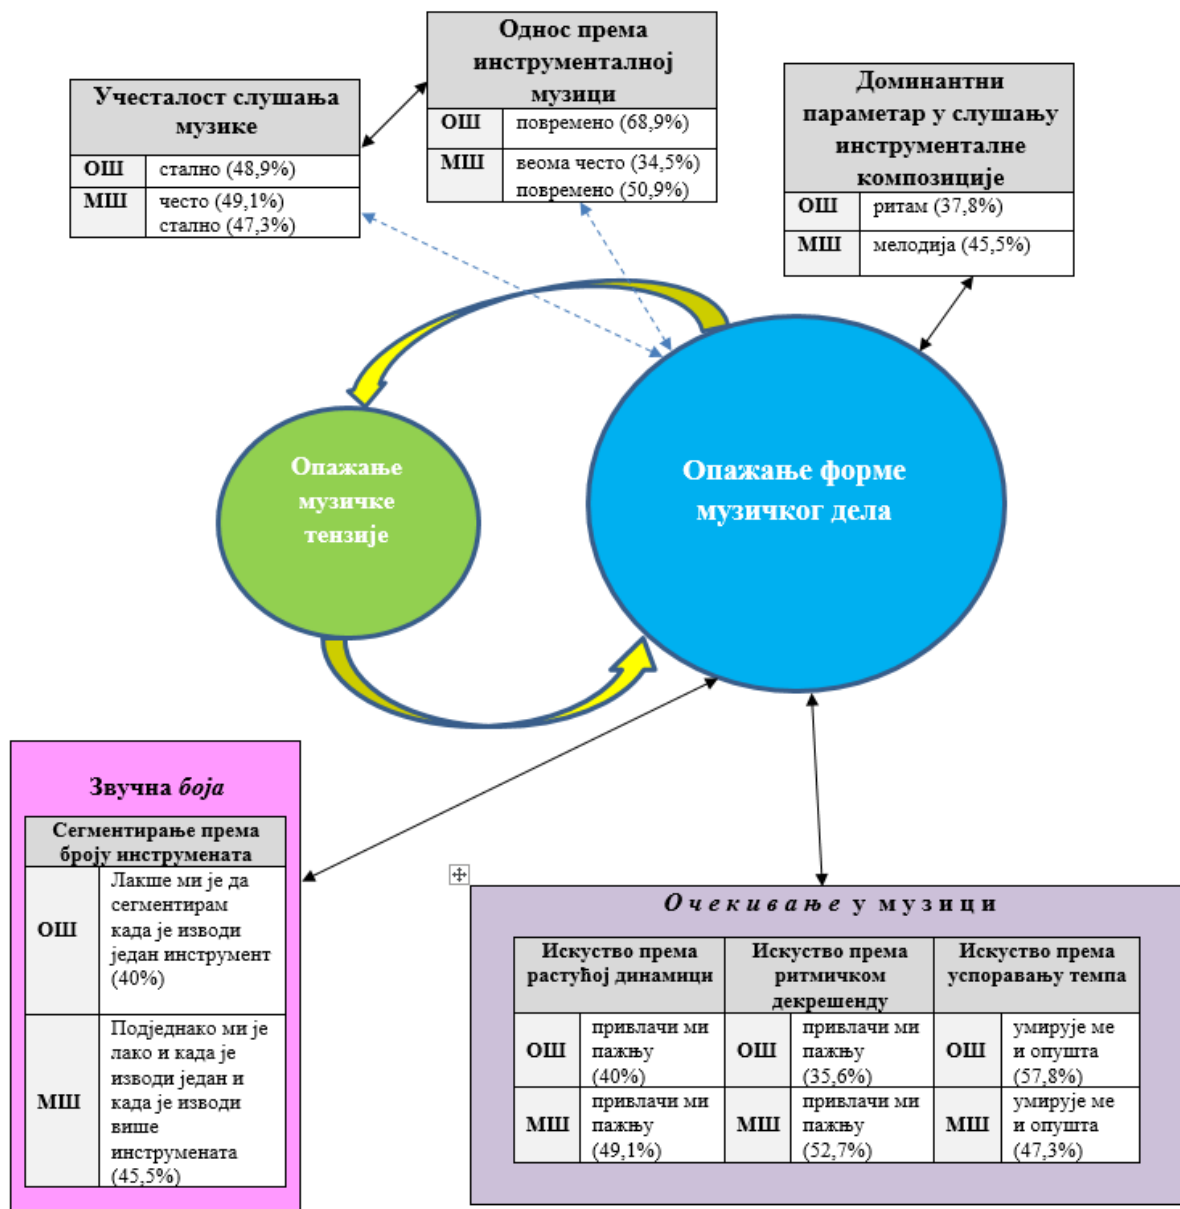 Однос према
инструменталној
музици
ОШ повремено (68,9%)
МШ веома често (34,5%)
повремено (50,9%)
Учесталост слушања
музике
ОШ стално (48,9%)
МШ често (49,1%)
стално (47,3%)
Доминантни
параметар у слушању
инструменталне
композиције
ОШ ритам (37,8%)
МШ мелодија (45,5%)
Опажање
музичке
тензије
Опажање форме
музичког дела
Звучна боја
Сегментирање према
броју инструмената
ОШ
Лакше ми је да
сегментирам
када је изводи
један инструмент
(40%)
МШ
Подједнако ми је
лако и када је
изводи један и
када је изводи
више
инструмената
(45,5%)
Очекивање у музици
Искуство према
растућој динамици
ОШ
привлачи ми
пажњу
(40%)
МШ
привлачи ми
пажњу
(49,1%)
Искуство према
ритмичком
декрешенду
ОШ
привлачи ми
пажњу
(35,6%)
МШ
привлачи ми
пажњу
(52,7%)
Искуство према
успоравању темпа
ОШ
умирује ме
и опушта
(57,8%)
МШ
умирује ме
и опушта
(47,3%)